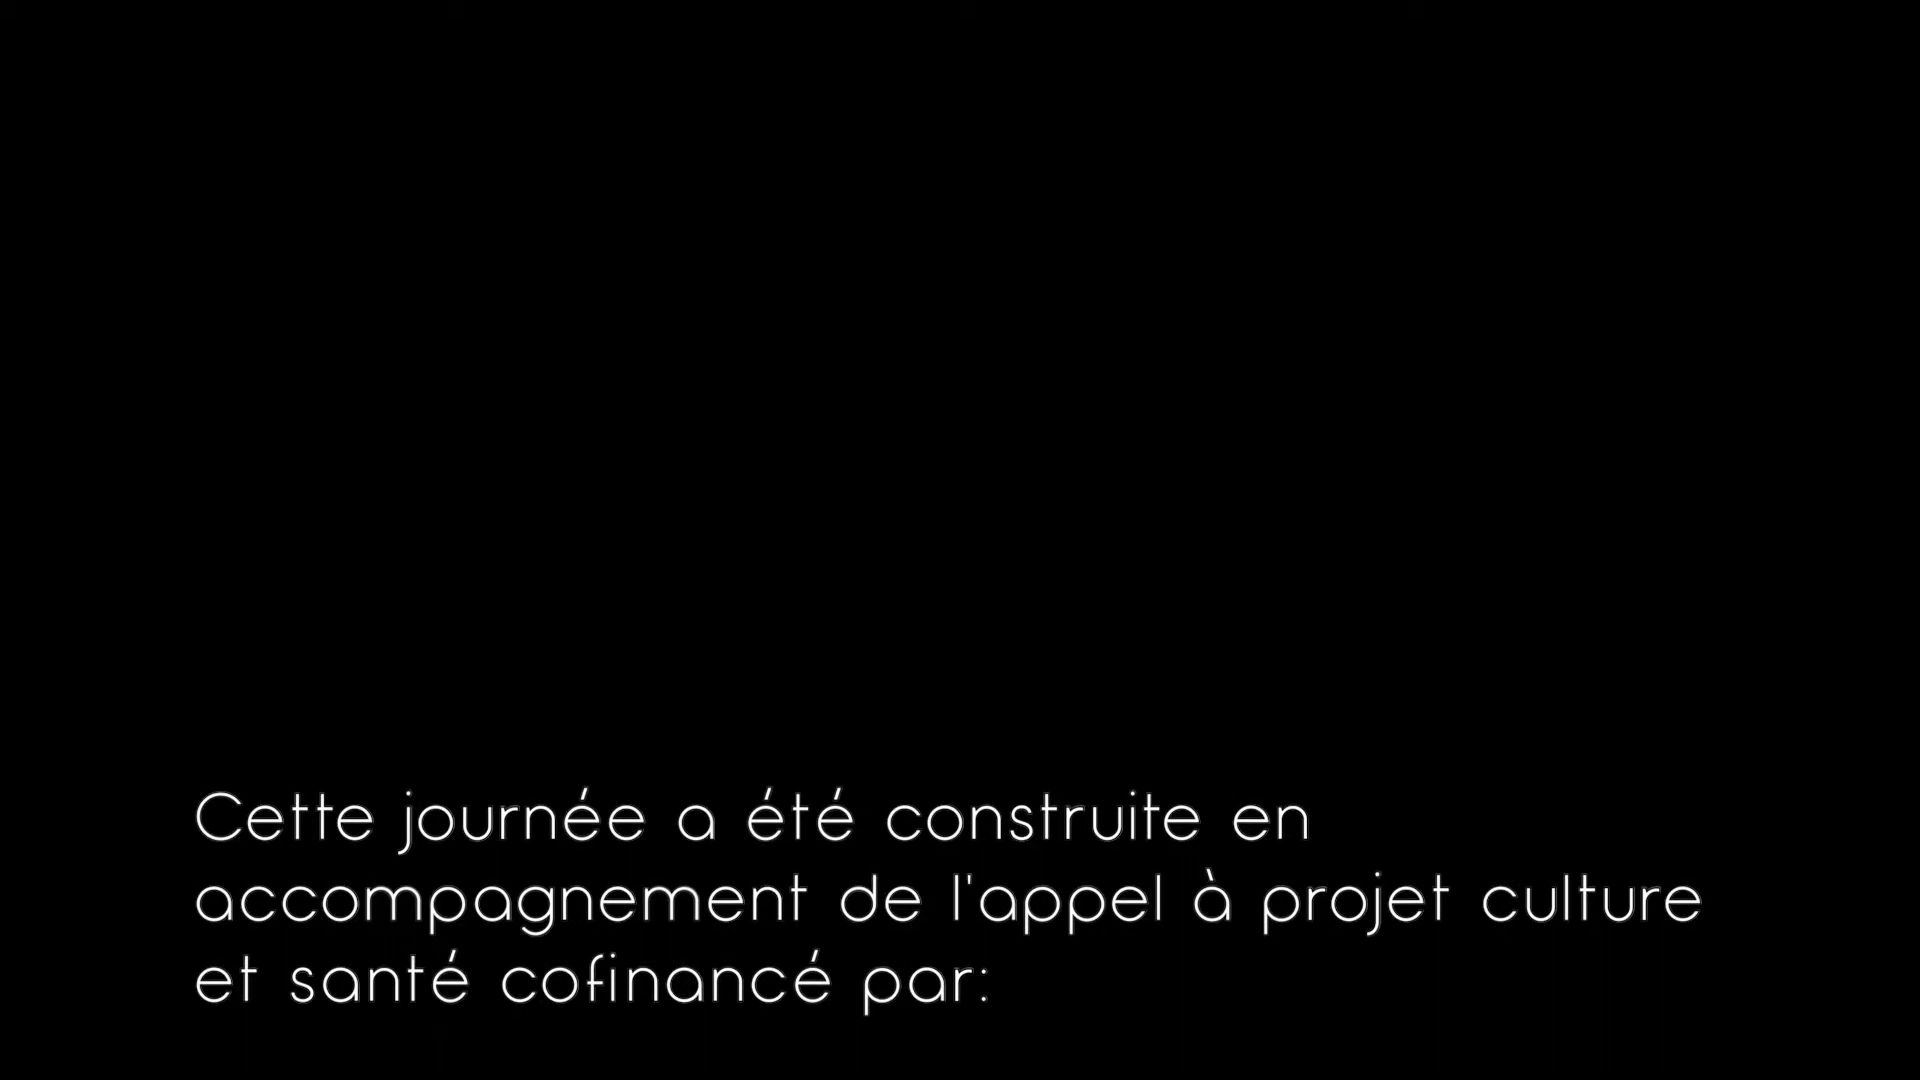 Cette journée a été construite en
accompagnement de l'appel à projet culture
et santé cofinancé par: